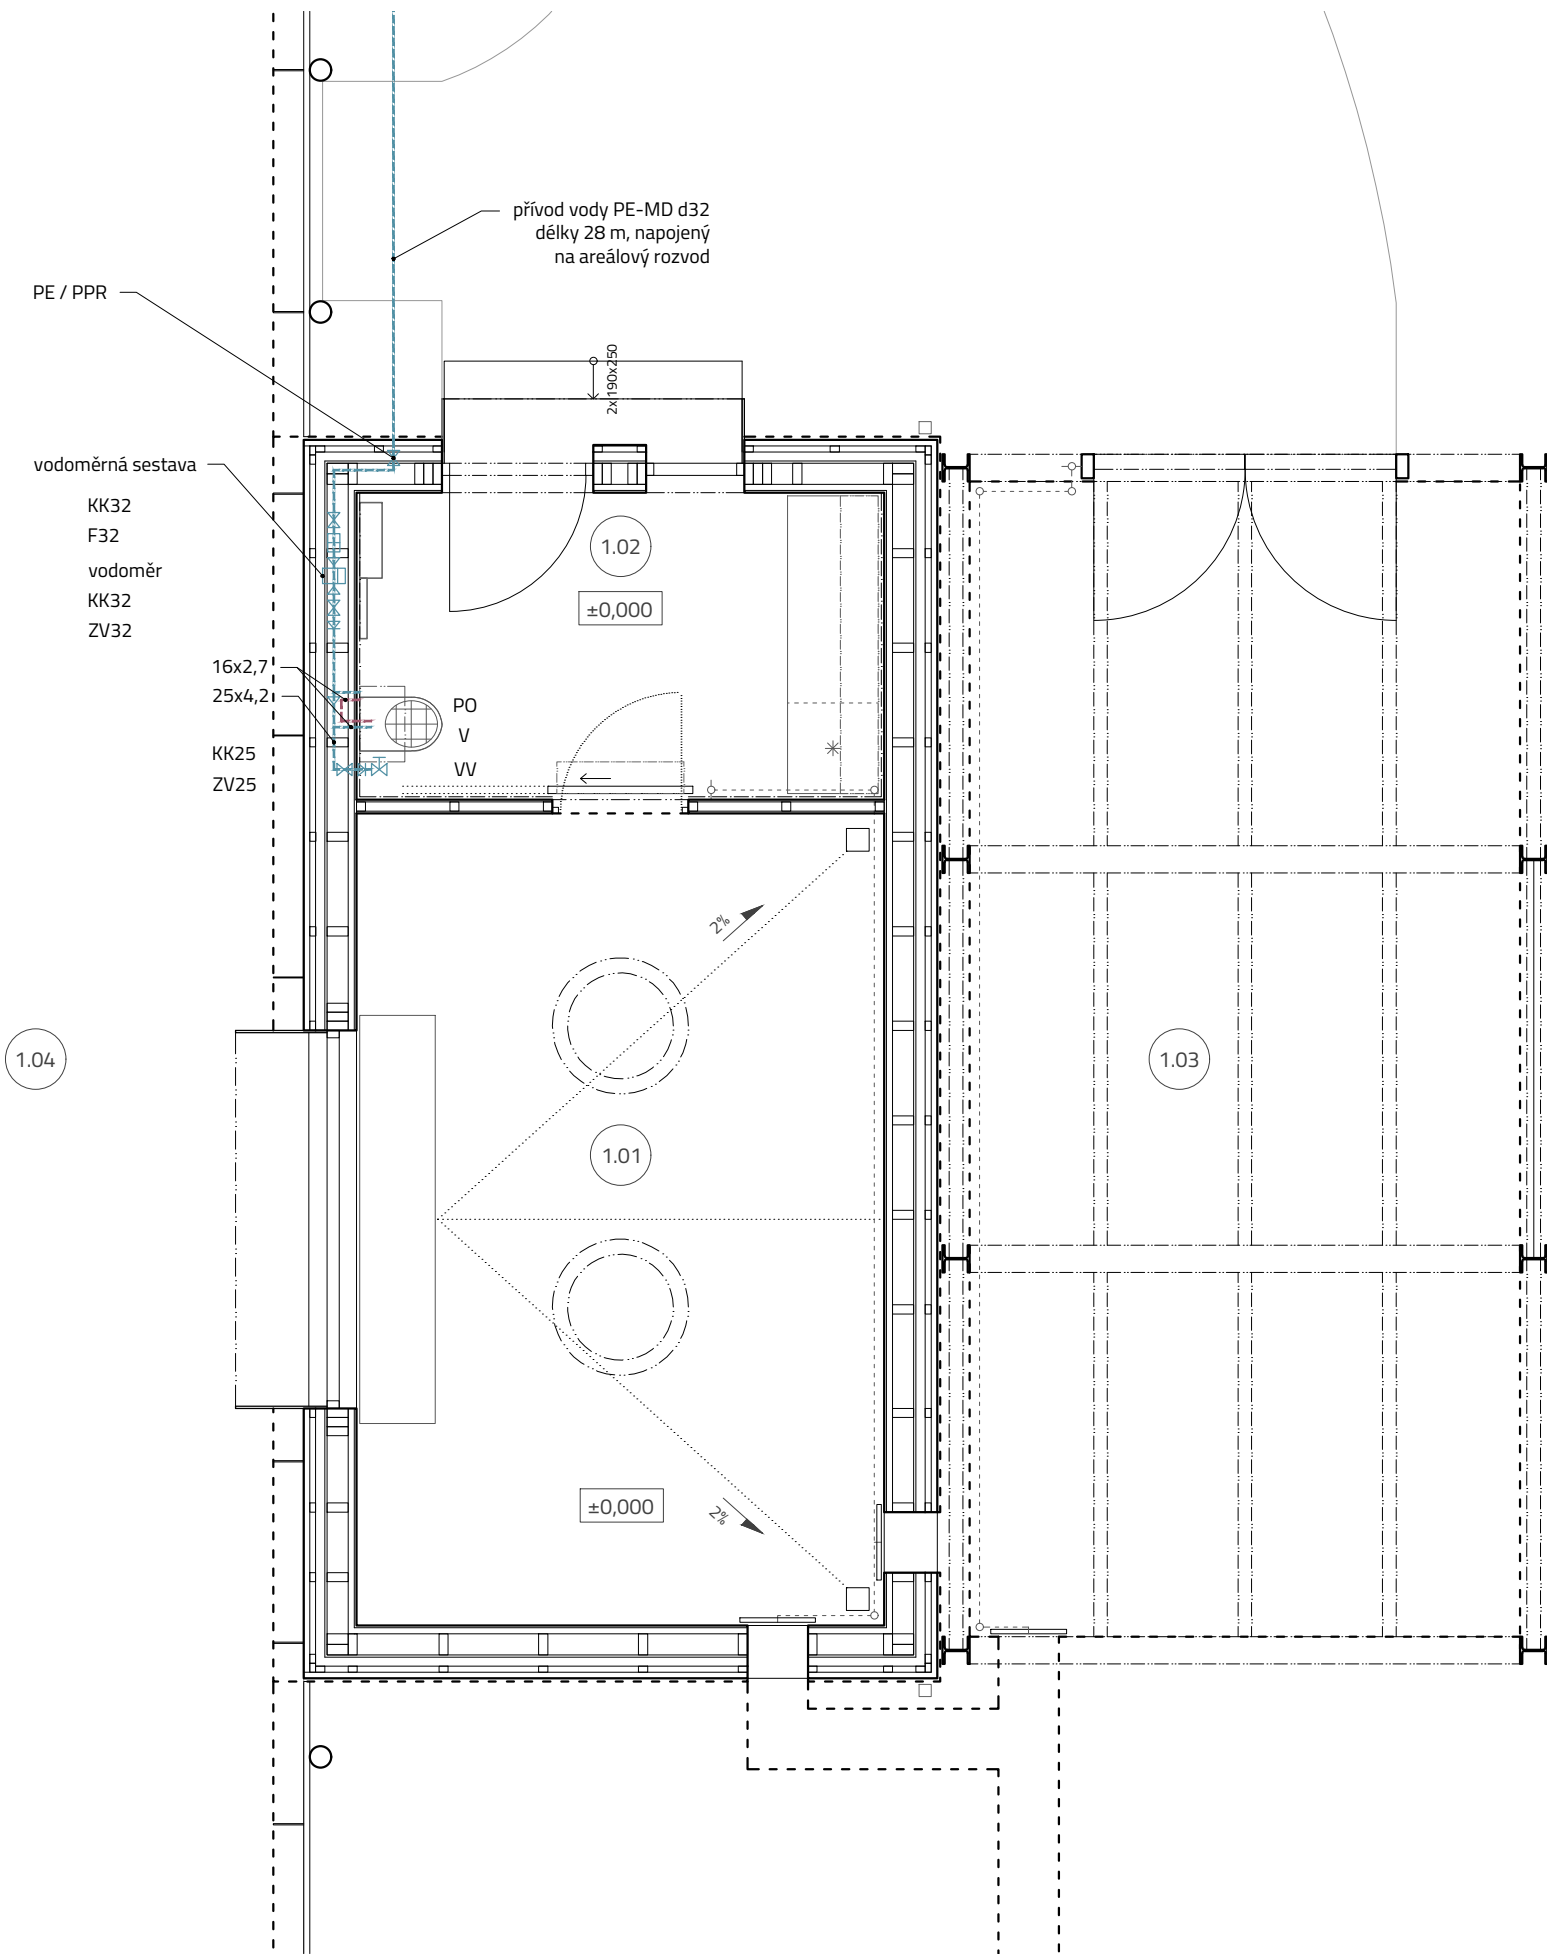 přívod vody PE-MD d32
délky 28 m, napojený
na areálový rozvod
PE / PPR
2x190x250
vodoměrná sestava
KK32
F32
vodoměr
KK32
ZV32
1.02
±0,000
16x2,7
25x4,2
KK25
ZV25
PO
V
VV
2%
1.04
1.03
1.01
±0,000
2%